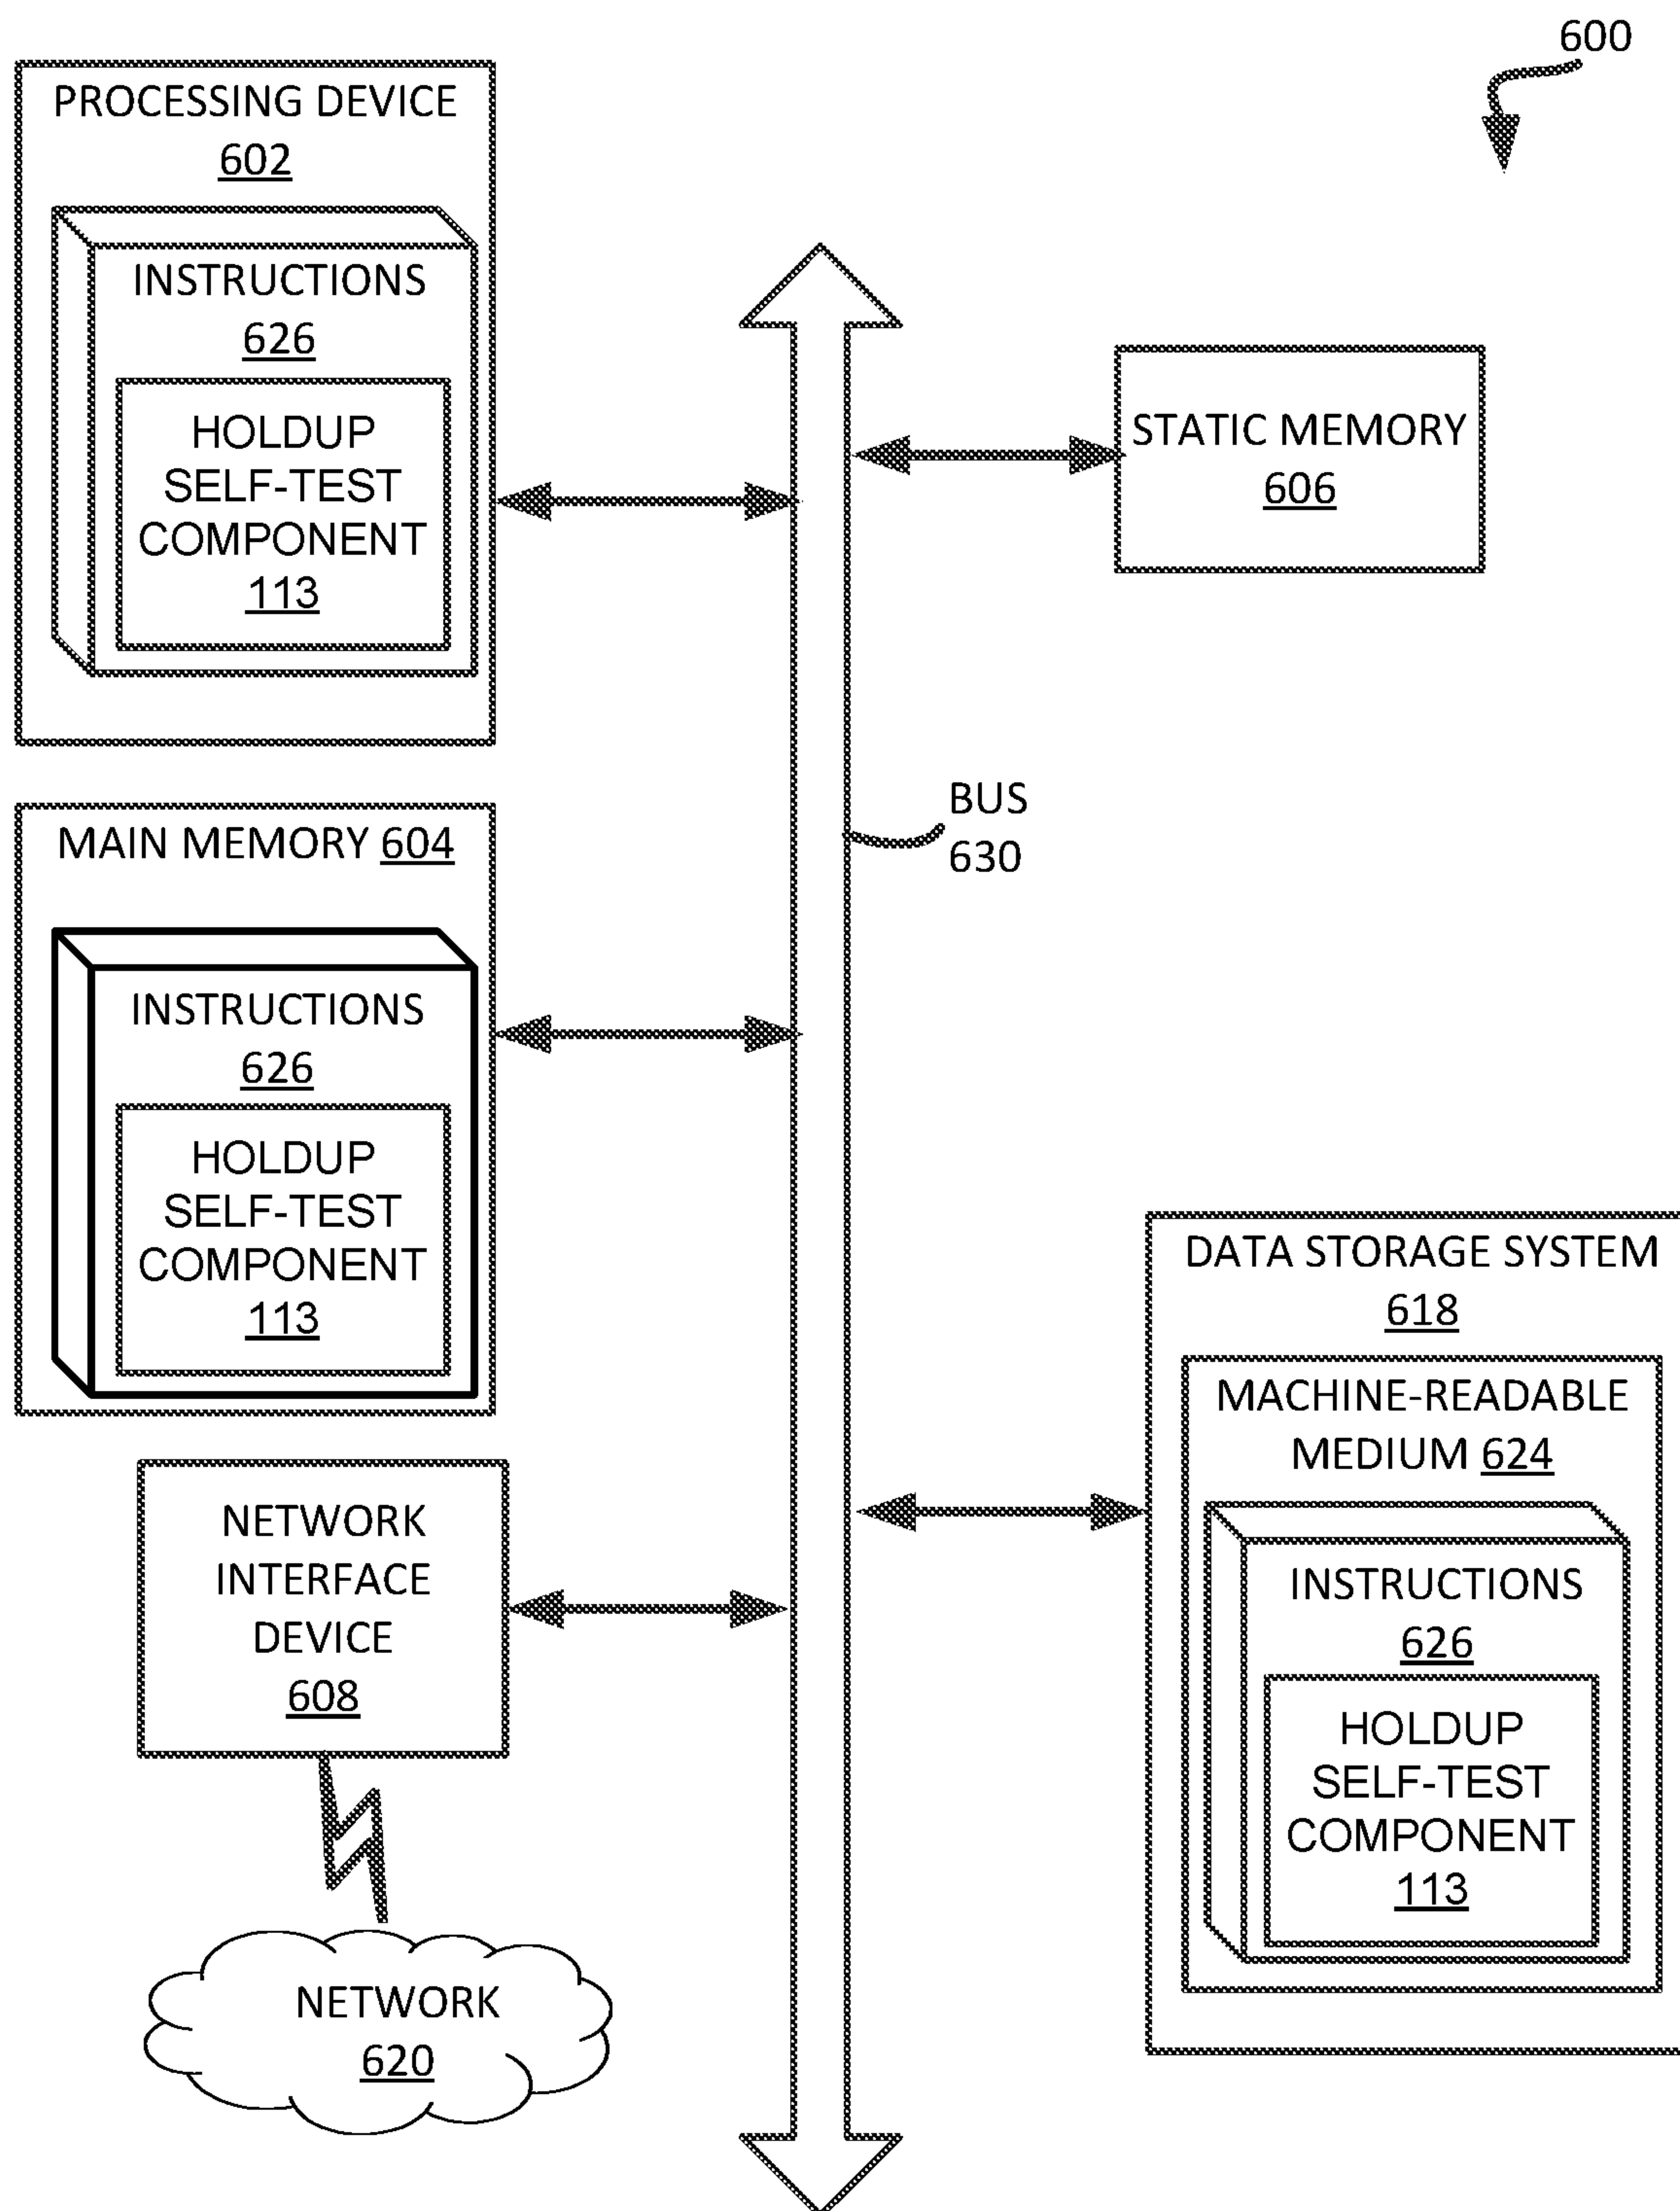 600
PROCESSING DEVICE
602
INSTRUCTIONS
626
HOLDUP
SELF-TEST
COMPONENT
113
STATIC MEMORY
606
BUS
630
MAIN MEMORY 604
INSTRUCTIONS
626
HOLDUP
SELF-TEST
COMPONENT
113
DATA STORAGE SYSTEM
618
MACHINE-READABLE
MEDIUM 624
INSTRUCTIONS
626
HOLDUP
SELF-TEST
COMPONENT
113
NETWORK
INTERFACE
DEVICE
608
NETWORK
620